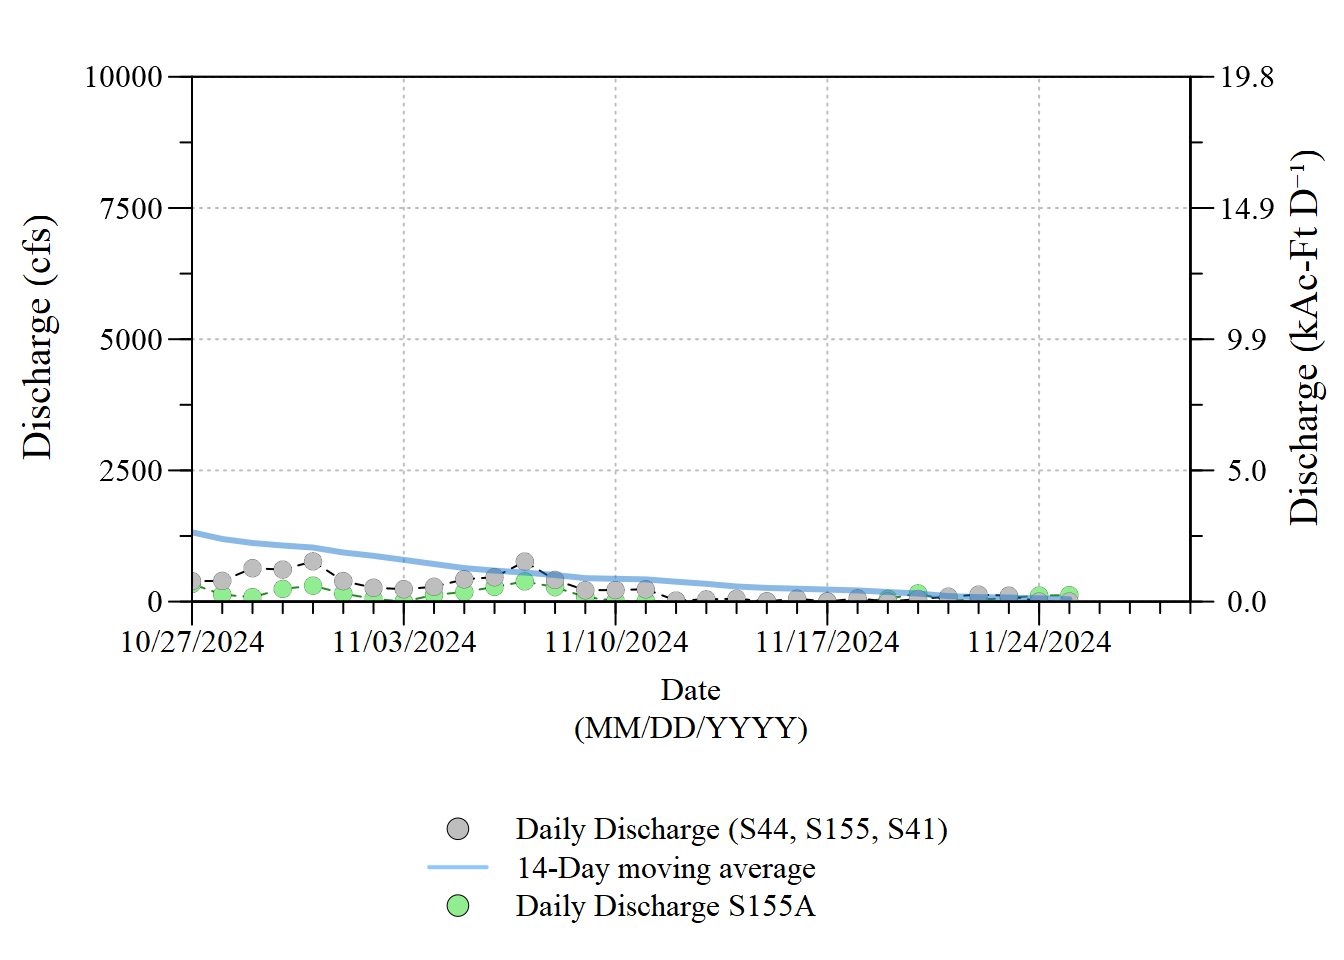 10000
7500
5000
2500
0
Discharge (cfs)
19.8
14.9
9.9
5.0
0.0
Discharge (kAc-Ft D⁻¹)
10/27/2024
11/03/2024
11/10/2024
11/17/2024
11/24/2024
Date
(MM/DD/YYYY)
Daily Discharge (S44, S155, S41)
14-Day moving average
Daily Discharge S155A